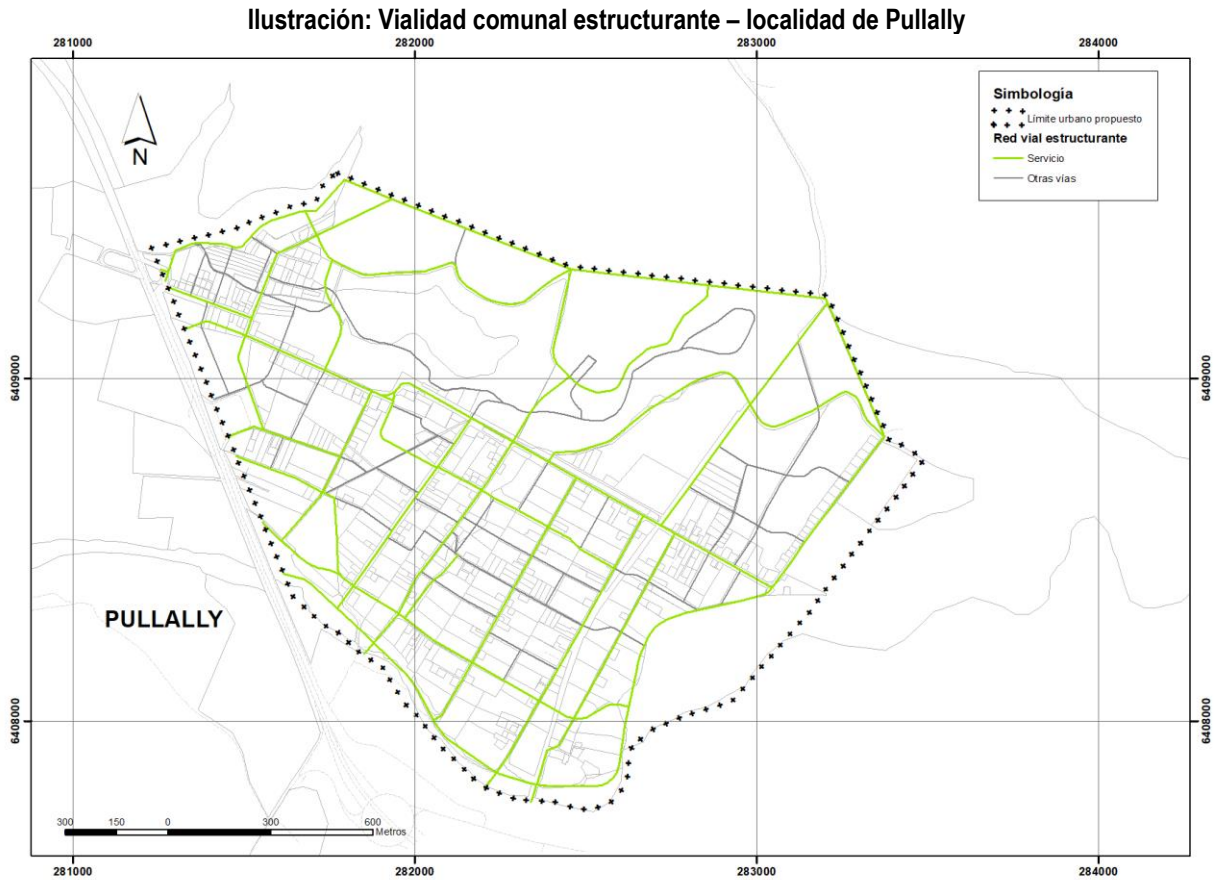 Ilustración: Vialidad comunal estructurante – localidad de Pullally
281000
282000
283000
284000
N
Simbología
Límite urbano propuesto
Red vial estructurante
Servicio
Otras vías
6409000
6409000
PULLALLY
6408000
6408000
300 150 0 300 600
Metros
281000
282000
283000
284000